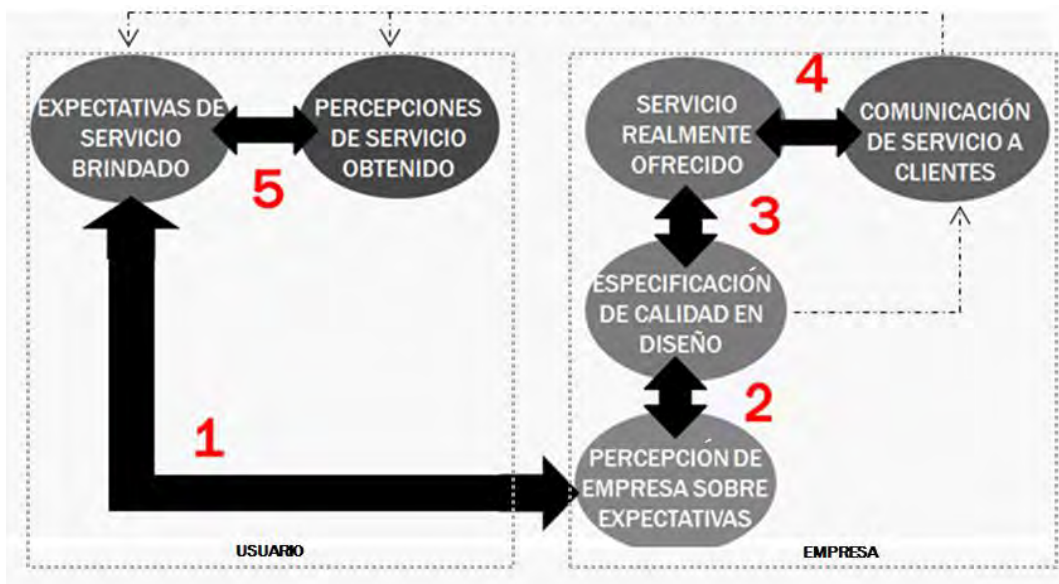 EXPECTATIVAS DE
SERVICIO
BRINDADO
PERCEPCIONES
DE SERVICIO
OBTENIDO
5
1
USUARIO
SERVICIO
REALMENTE
OFRECIDO
4
COMUNICACIÓN
DE SERVICIO A
CLIENTES
3
ESPECIFICACIÓN
DE CALIDAD EN
DISEÑO
2
PERCEPCIÓN DE
EMPRESA SOBRE
EXPECTATIVAS
EMPRESA